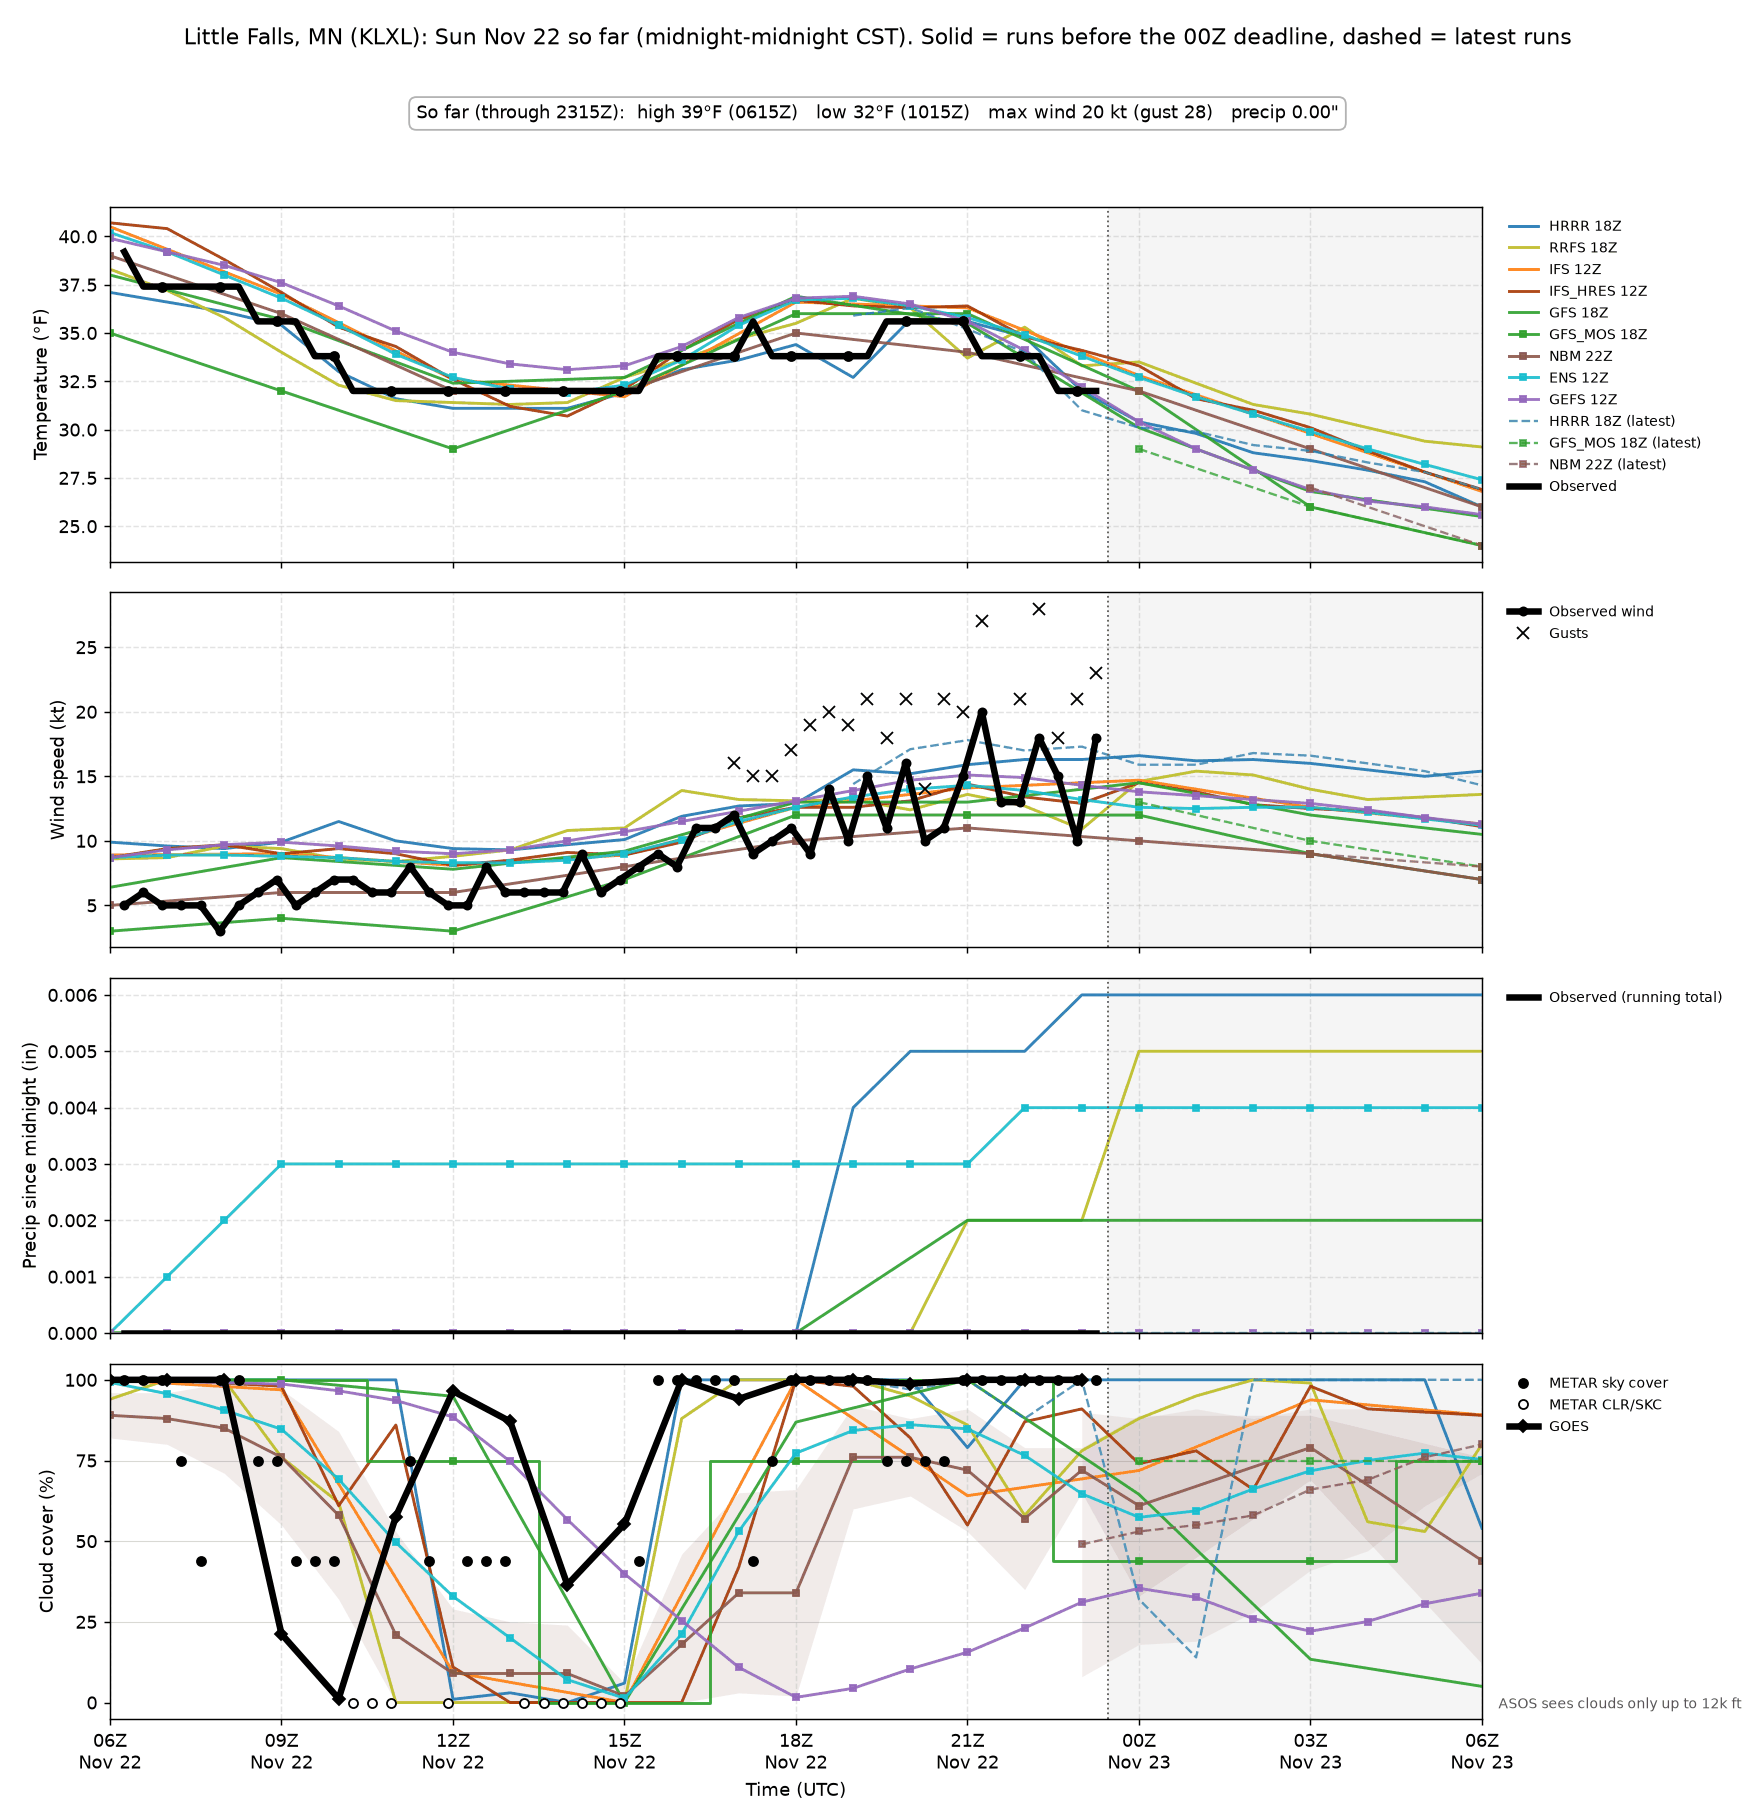 Little Falls, MN (KLXL): Sun Nov 22 so far (midnight-midnight CST). Solid = runs before the 00Z deadline, dashed = latest runs
So far (through 2315Z):  high 39°F (0615Z)   low 32°F (1015Z)   max wind 20 kt (gust 28)   precip 0.00"
Temperature (°F)
40.0
37.5
35.0
32.5
30.0
27.5
25.0
HRRR 18Z
RRFS 18Z
IFS 12Z
IFS_HRES 12Z
GFS 18Z
GFS_MOS 18Z
NBM 22Z
ENS 12Z
GEFS 12Z
HRRR 18Z (latest)
GFS_MOS 18Z (latest)
NBM 22Z (latest)
Observed
Wind speed (kt)
25
20
15
10
5
Observed wind
Gusts
Precip since midnight (in)
0.006
0.005
0.004
0.003
0.002
0.001
0.000
Observed (running total)
Cloud cover (%)
100
75
50
25
0
METAR sky cover
METAR CLR/SKC
GOES
ASOS sees clouds only up to 12k ft
06Z
Nov 22
09Z
Nov 22
12Z
Nov 22
15Z
Nov 22
18Z
Nov 22
21Z
Nov 22
00Z
Nov 23
03Z
Nov 23
06Z
Nov 23
Time (UTC)